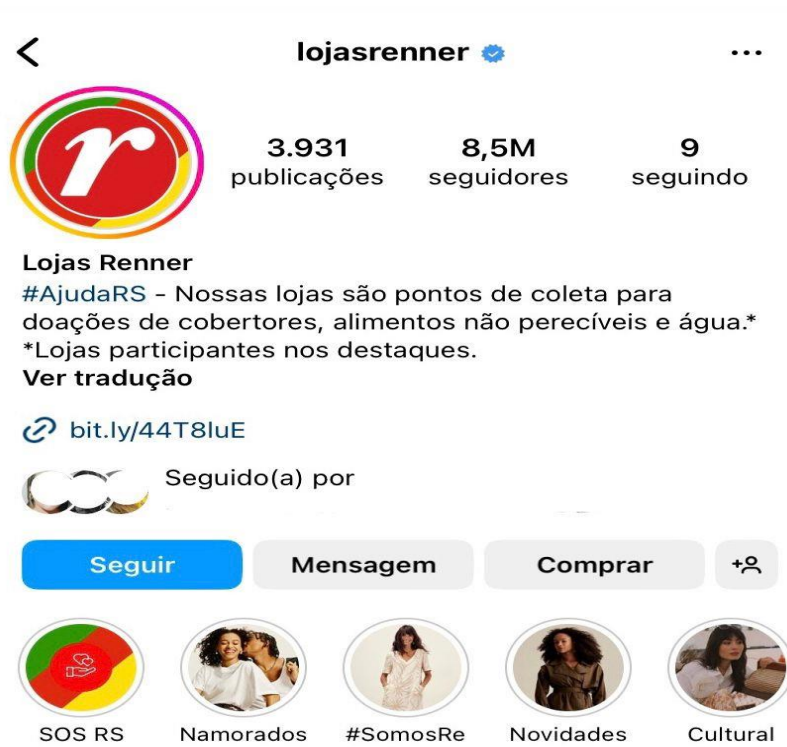 lojasrenner
3.931 8,5M 9
publicações seguidores seguindo
Lojas Renner
#AjudaRS - Nossas lojas são pontos de coleta para
doações de cobertores, alimentos não perecíveis e água.*
*Lojas participantes nos destaques.
Ver tradução
bit.ly/44T8luE
Seguido(a) por
Seguir Mensagem Comprar
SOS RS Namorados #SomosRe Novidades Cultural